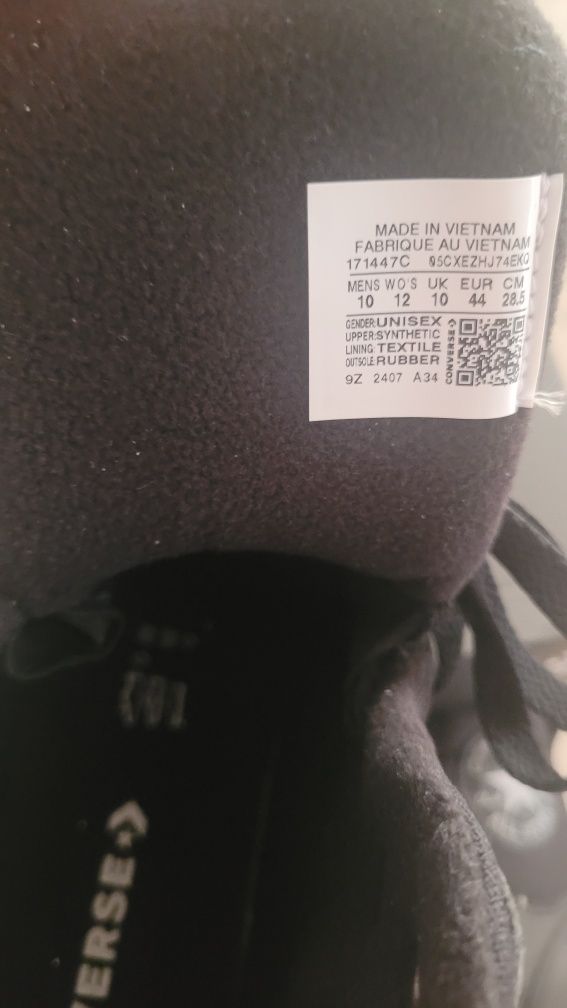 MADE IN VIETNAM
FABRIQUE AU VIETNAM
171447C 05CXEZHJ74EKQ
MENS WO'S UK EUR CM
10 12 10 44 28.5
GENDER:UNISEX
UPPER:SYNTHETIC
LINING:TEXTILE
OUTSOLE:RUBBER
CONVERSE
9Z 2407 A34
VERSE